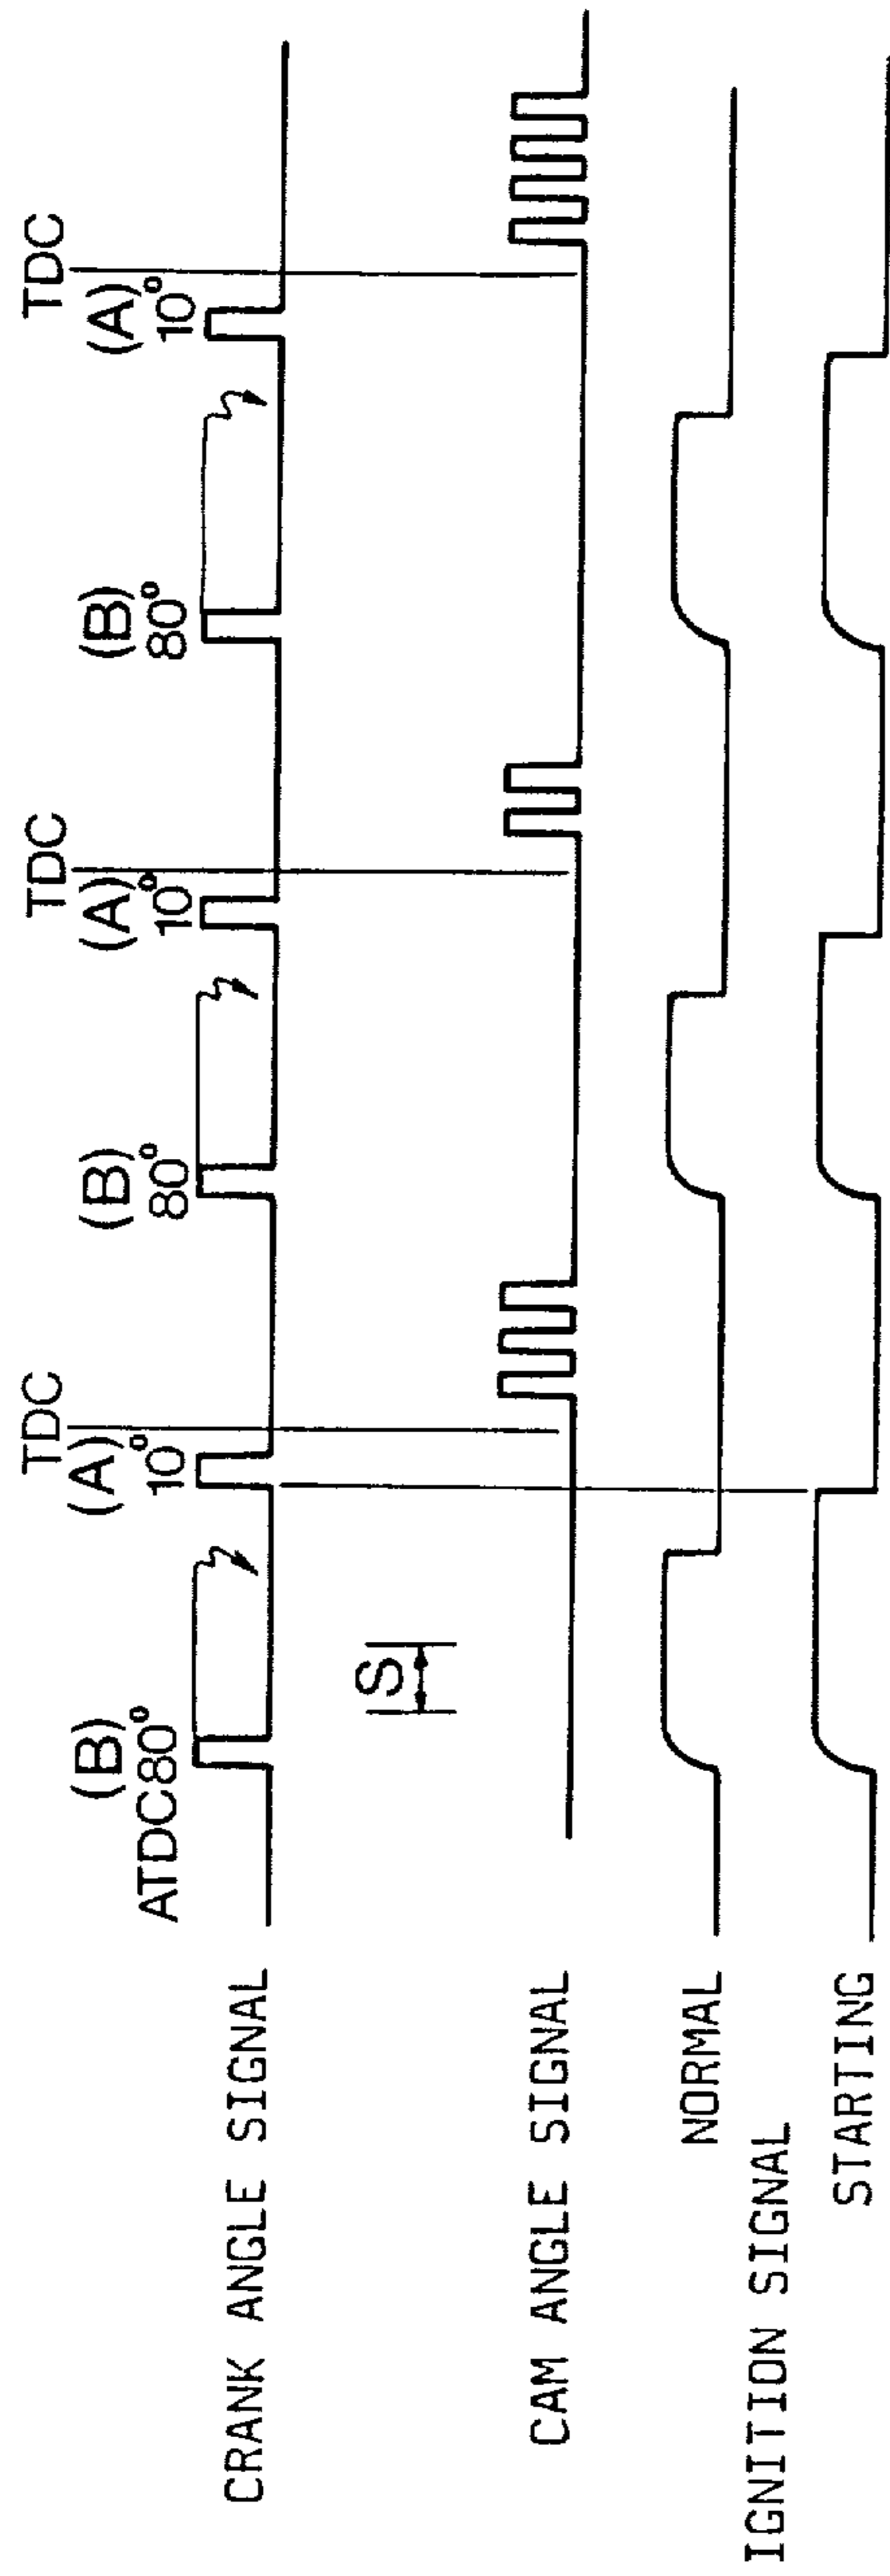 TDC
TDC
TDC
(B)
(A)
(B)
(A)
(B)
(A)
ATDC80°
10°
80°
10°
80°
10°
CRANK ANGLE SIGNAL
S
CAM ANGLE SIGNAL
NORMAL
IGNITION SIGNAL
STARTING